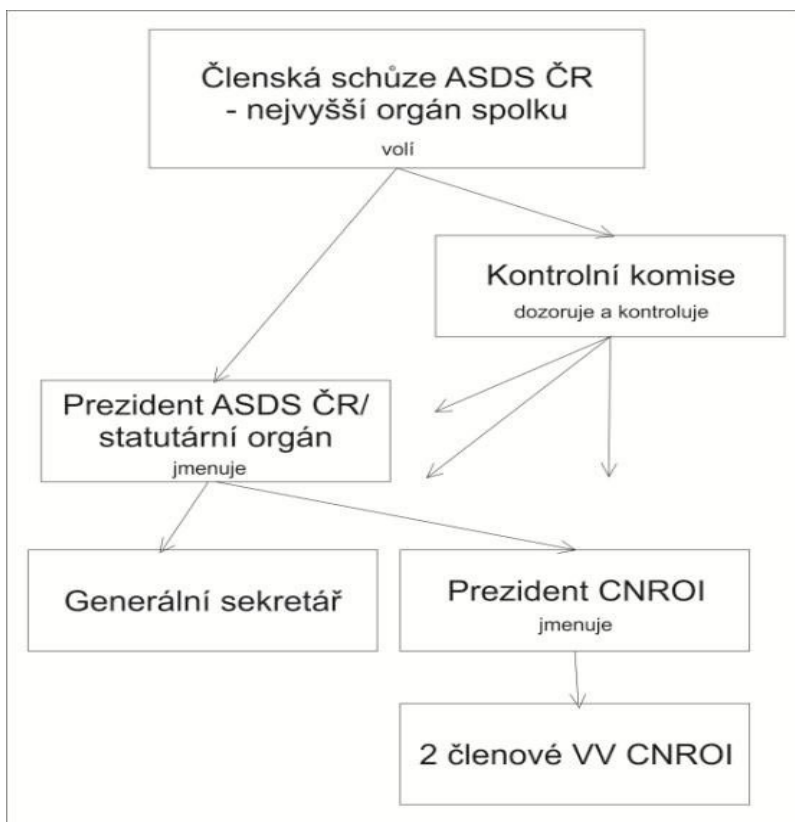 Členská schůze ASDS ČR
- nejvyšší orgán spolku
volí
Kontrolní komise
dozoruje a kontroluje
Prezident ASDS ČR/
statutární orgán
jmenuje
Generální sekretář
Prezident CNROI
jmenuje
2 členové VV CNROI